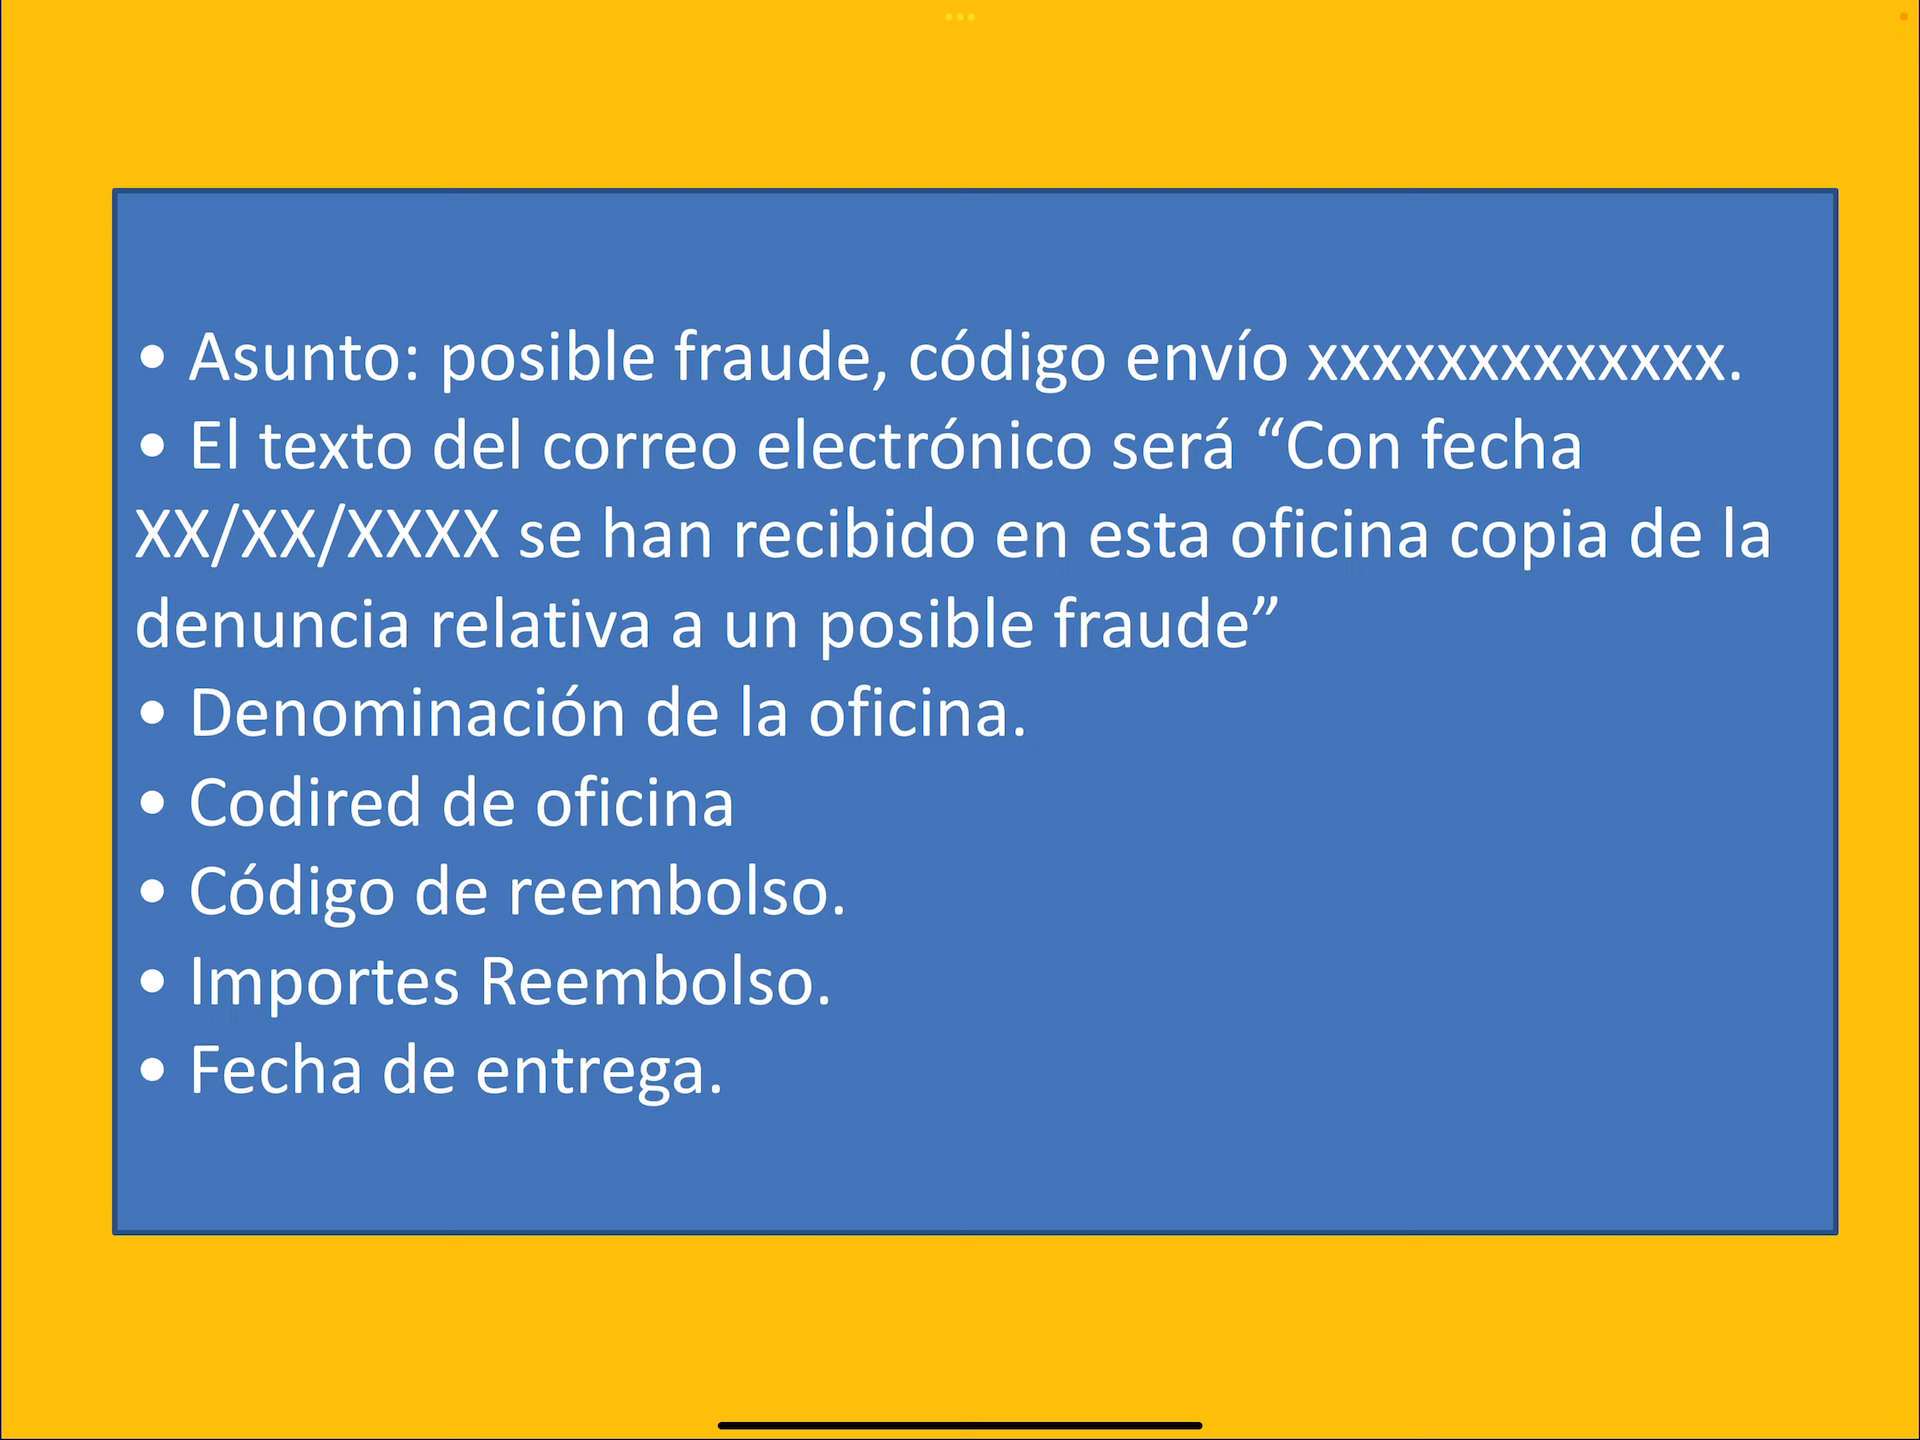 • Asunto: posible fraude, código envío xxxxxxxxxxxxx.
• El texto del correo electrónico será “Con fecha
XX/XX/XXXX se han recibido en esta oficina copia de la
denuncia relativa a un posible fraude”
• Denominación de la oficina.
• Codired de oficina
• Código de reembolso.
• Importes Reembolso.
• Fecha de entrega.